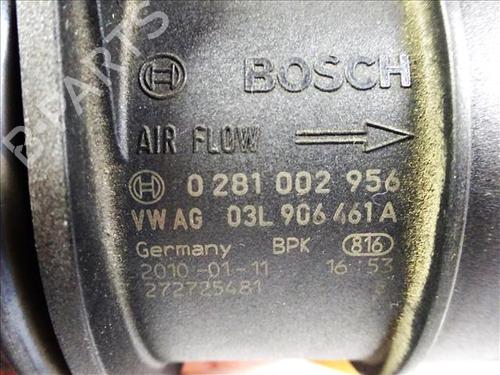 B-PARTS
BOSCH
AIR FLOW
0 281 002 956
VW AG 03L 906 461 A
Germany BPK 816
2010-01-11 16:53
272725481